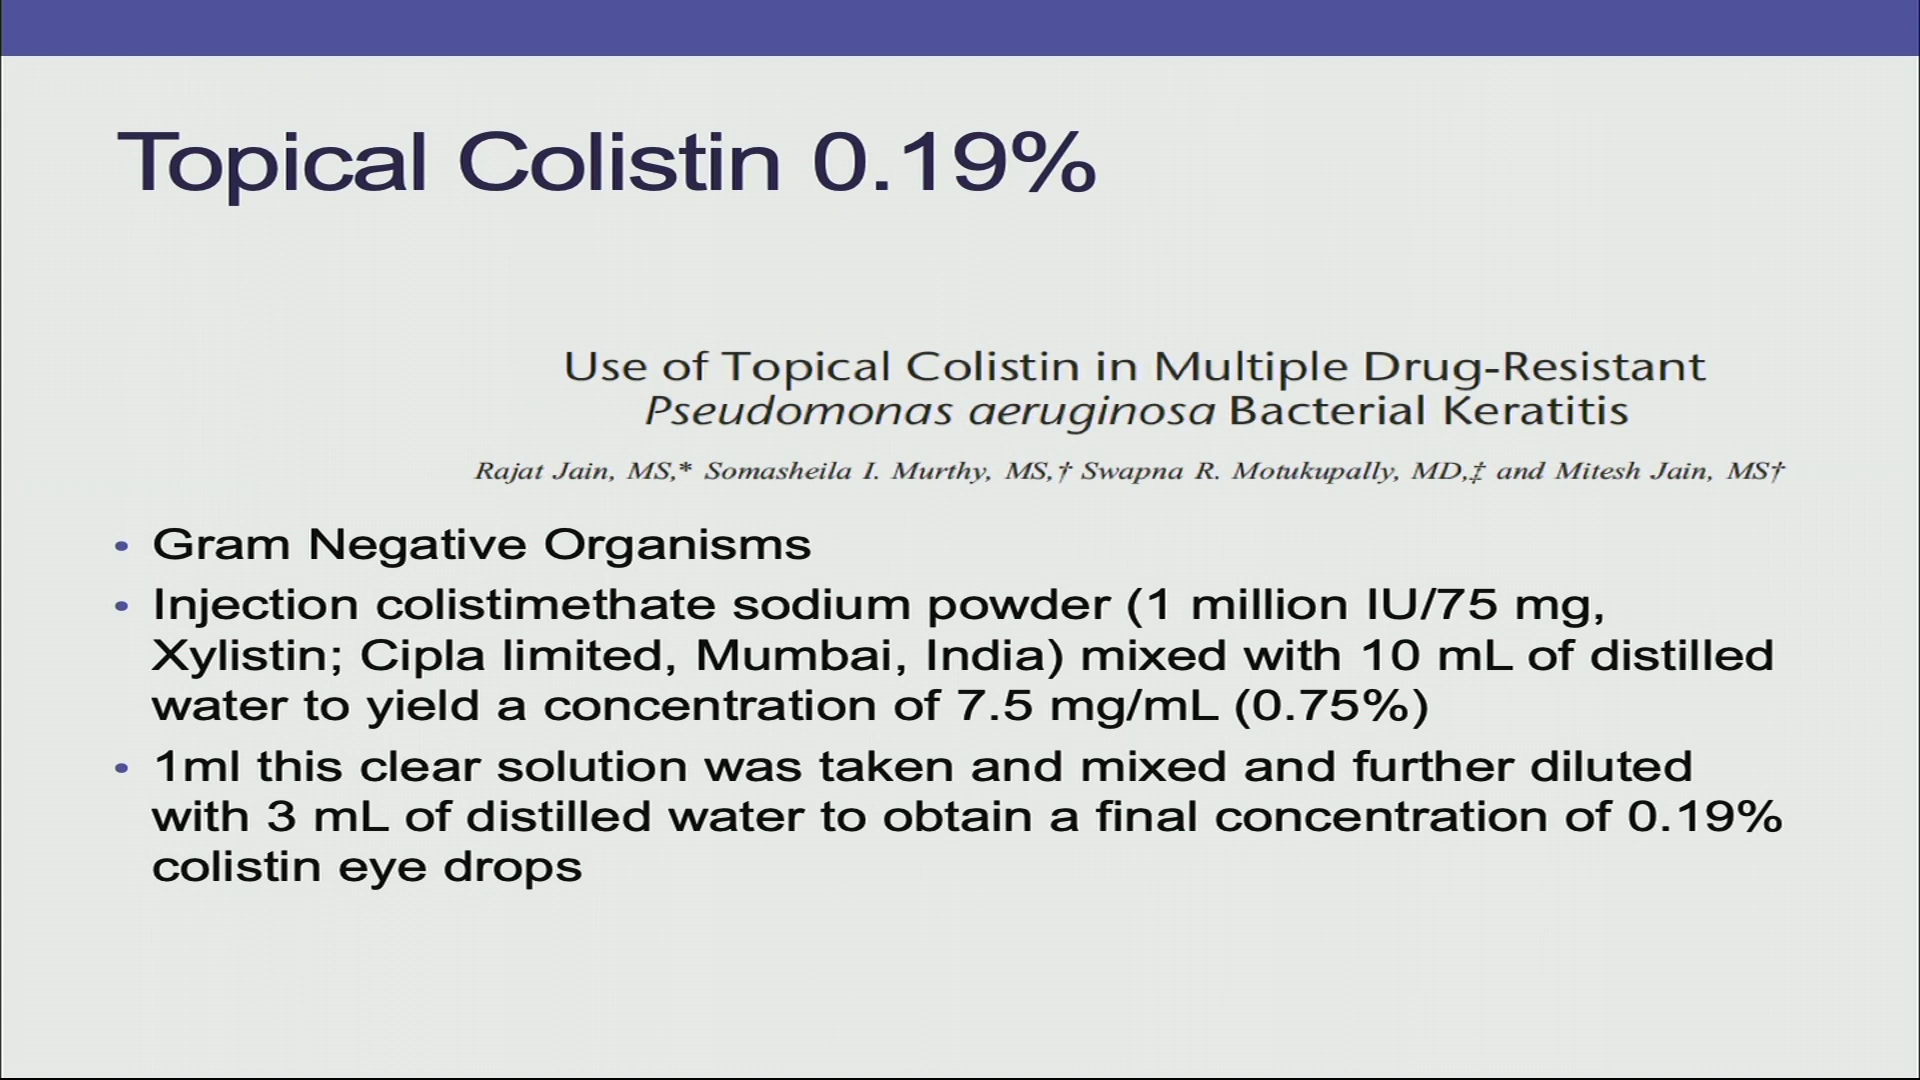 Topical Colistin 0.19%
Use of Topical Colistin in Multiple Drug-Resistant
Pseudomonas aeruginosa Bacterial Keratitis
Rajat Jain, MS,* Somasheila I. Murthy, MS,† Swapna R. Motukupally, MD,‡ and Mitesh Jain, MS†
• Gram Negative Organisms
• Injection colistimethate sodium powder (1 million IU/75 mg,
Xylistin; Cipla limited, Mumbai, India) mixed with 10 mL of distilled
water to yield a concentration of 7.5 mg/mL (0.75%)
• 1ml this clear solution was taken and mixed and further diluted
with 3 mL of distilled water to obtain a final concentration of 0.19%
colistin eye drops